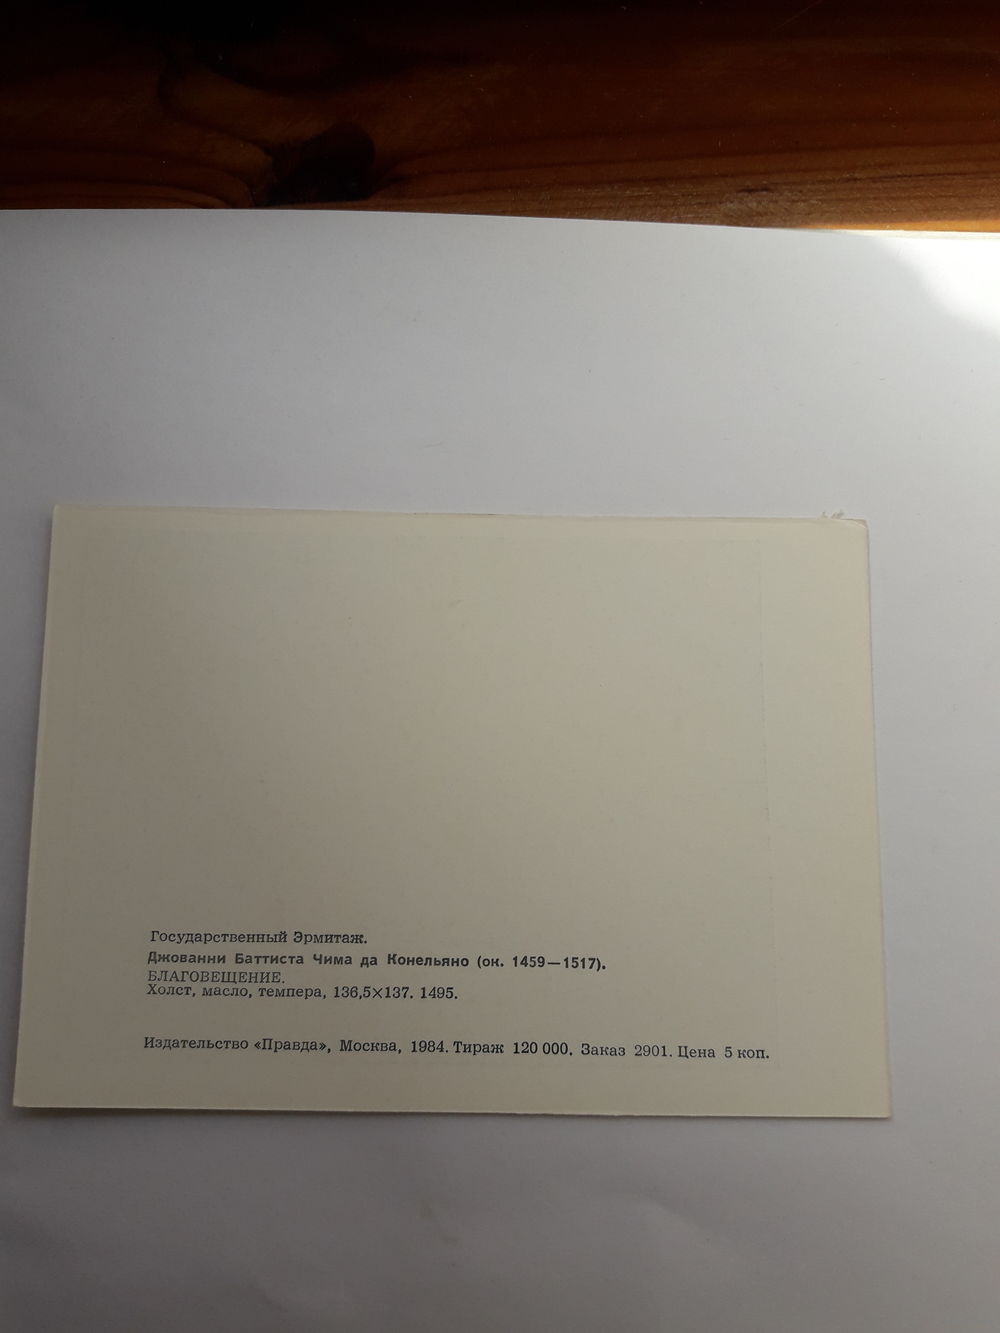 Государственный Эрмитаж.
Джованни Баттиста Чима да Конельяно (ок. 1459—1517).
БЛАГОВЕЩЕНИЕ.
Холст, масло, темпера, 136,5×137. 1495.
Издательство «Правда», Москва, 1984. Тираж 120 000. Заказ 2901. Цена 5 коп.